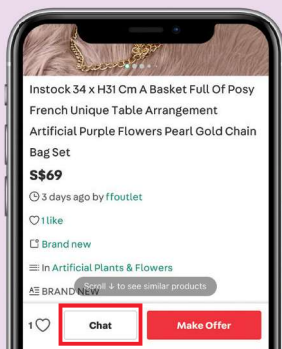 Instock 34 x H31 Cm A Basket Full Of Posy
French Unique Table Arrangement
Artificial Purple Flowers Pearl Gold Chain
Bag Set
S$69
3 days ago by ffoutlet
1 like
Brand new
In Artificial Plants & Flowers
BRAND NEW
Scroll ↓ to see similar products
1
Chat
Make Offer